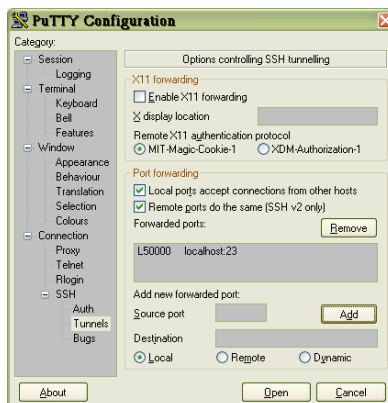 PuTTY Configuration
Category:
Session
Logging
Terminal
Keyboard
Bell
Features
Window
Appearance
Behaviour
Translation
Selection
Colours
Connection
Proxy
Telnet
Rlogin
SSH
Auth
Tunnels
Bugs
Options controlling SSH tunnelling
X11 forwarding
Enable X11 forwarding
X display location
Remote X11 authentication protocol
MIT-Magic-Cookie-1 XDM-Authorization-1
Port forwarding
Local ports accept connections from other hosts
Remote ports do the same (SSH v2 only)
Forwarded ports: Remove
L50000 localhost:23
Add new forwarded port:
Source port Add
Destination
Local Remote Dynamic
About Open Cancel